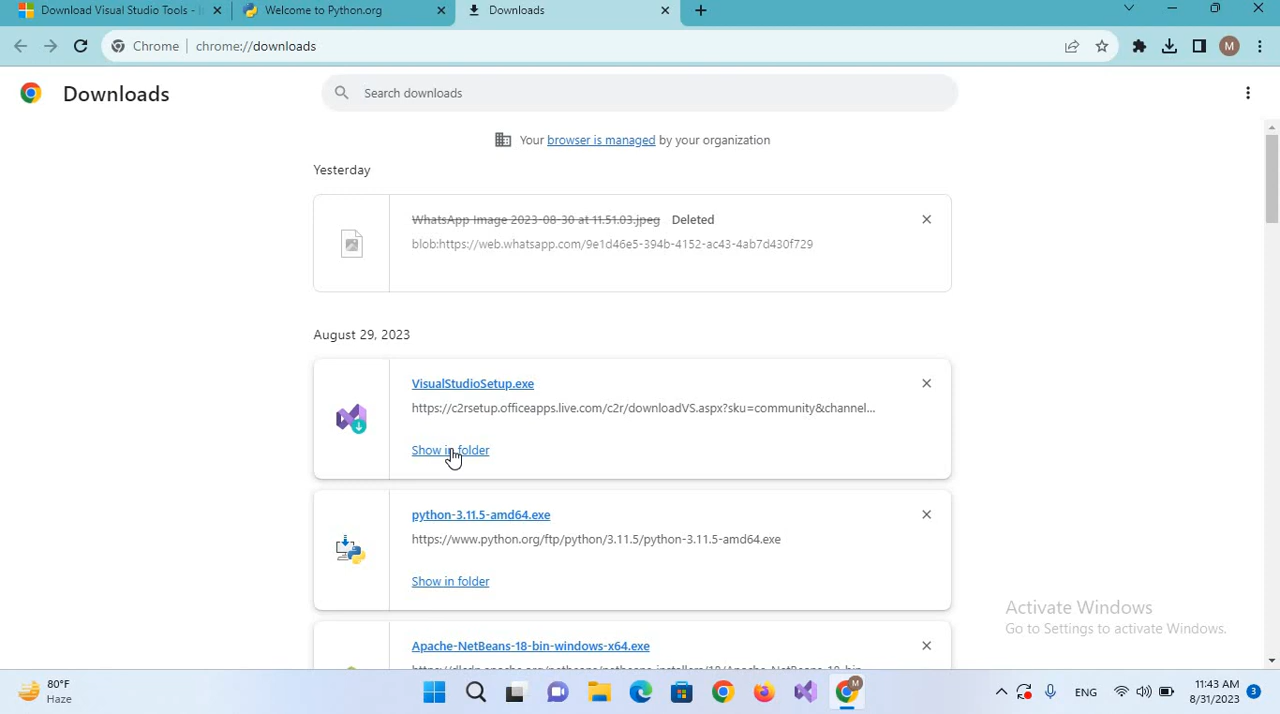 Download Visual Studio Tools - I
Welcome to Python.org
Downloads
Chrome
chrome://downloads
M
Downloads
Search downloads
Your browser is managed by your organization
Yesterday
WhatsApp Image 2023-08-30 at 11.51.03.jpeg Deleted
blob:https://web.whatsapp.com/9e1d46e5-394b-4152-ac43-4ab7d430f729
August 29, 2023
VisualStudioSetup.exe
https://c2rsetup.officeapps.live.com/c2r/downloadVS.aspx?sku=community&channel...
Show in folder
python-3.11.5-amd64.exe
https://www.python.org/ftp/python/3.11.5/python-3.11.5-amd64.exe
Show in folder
Activate Windows
Go to Settings to activate Windows.
Apache-NetBeans-18-bin-windows-x64.exe
80°F
Haze
M
ENG
11:43 AM
8/31/2023
3